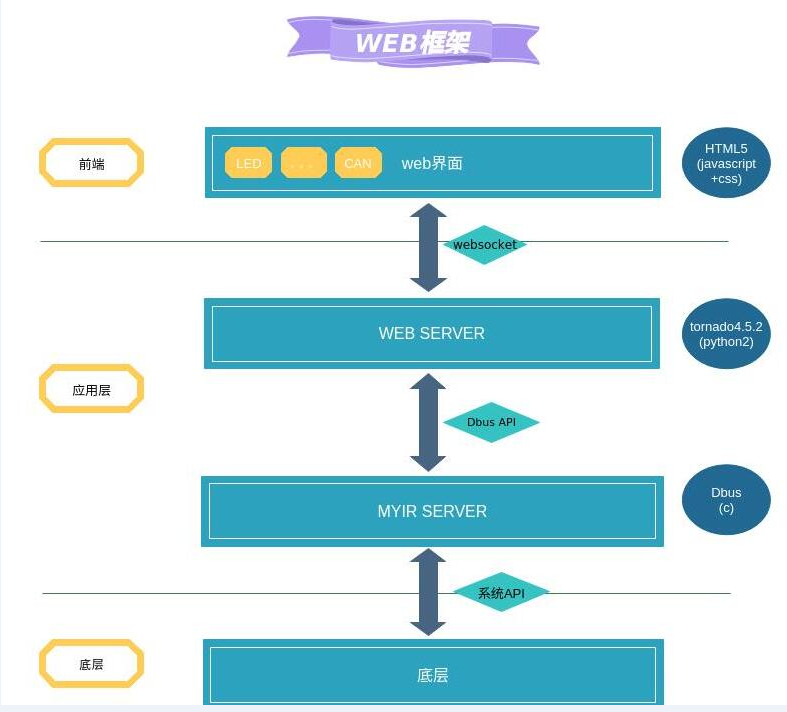 WEB框架
前端
LED
...
CAN
web界面
HTML5
(javascript
+css)
websocket
WEB SERVER
tornado4.5.2
(python2)
应用层
Dbus API
MYIR SERVER
Dbus
(c)
系统API
底层
底层